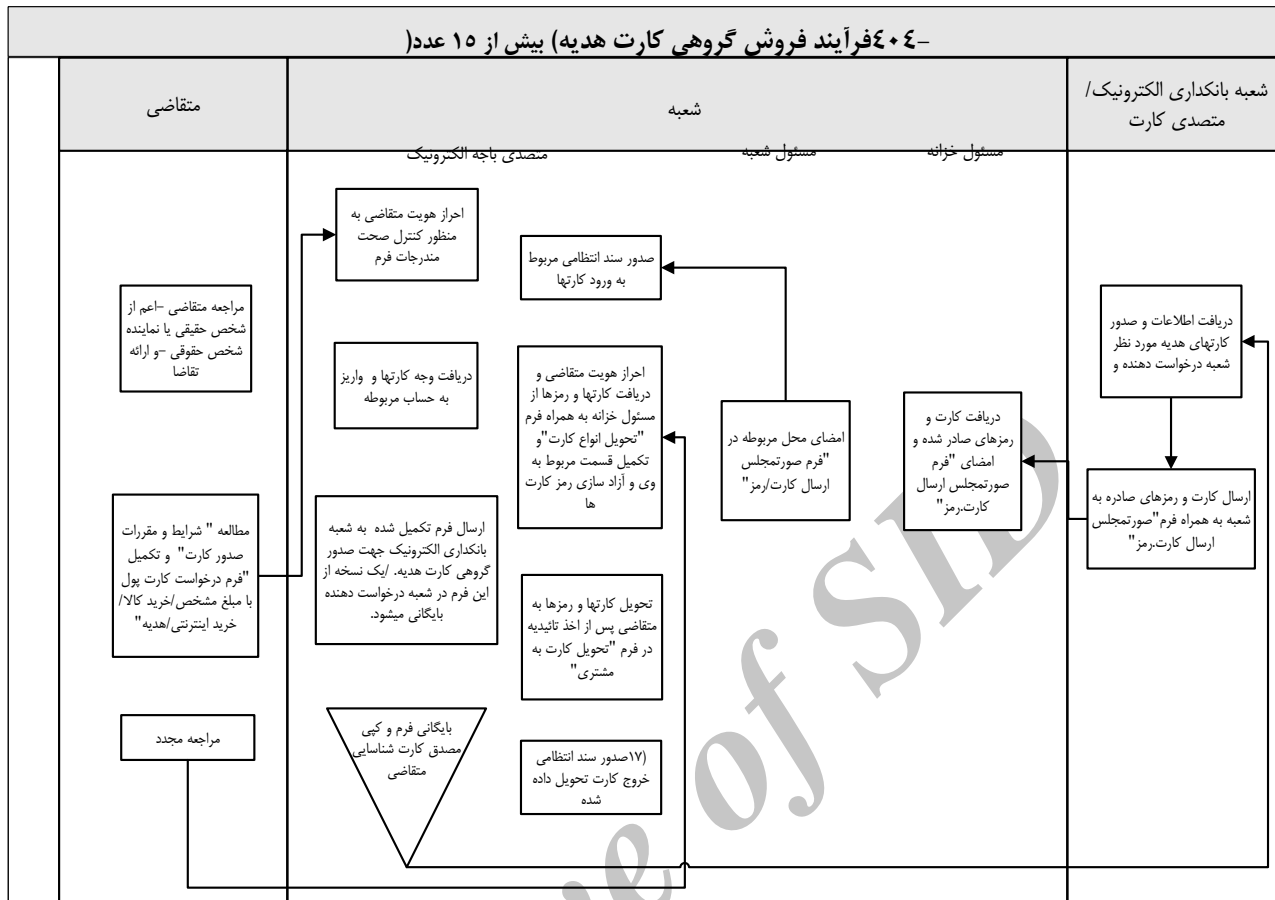 -٤٠٤فرآیند فروش گروهی کارت هدیه) بیش از ۱۵ عدد(
شعبه بانکداری الکترونیک/
متصدی کارت
شعبه
متقاضی
مسئول خزانه
مسئول شعبه
متصدی باجه الکترونیک
مراجعه متقاضی –اعم از
شخص حقیقی یا نماینده
شخص حقوقی –و ارائه
تقاضا
مطالعه " شرایط و مقررات
صدور کارت" و تکمیل
"فرم درخواست کارت پول
با مبلغ مشخص/خرید کالا/
خرید اینترنتی/هدیه"
مراجعه مجدد
احراز هویت متقاضی به
منظور کنترل صحت
مندرجات فرم
دریافت وجه کارتها و واریز
به حساب مربوطه
ارسال فرم تکمیل شده به شعبه
بانکداری الکترونیک جهت صدور
گروهی کارت هدیه. /یک نسخه از
این فرم در شعبه درخواست دهنده
بایگانی میشود.
بایگانی فرم و کپی
مصدق کارت شناسایی
متقاضی
صدور سند انتظامی مربوط
به ورود کارتها
احراز هویت متقاضی و
دریافت کارتها و رمزها از
مسئول خزانه به همراه فرم
"تحویل انواع کارت"و
تکمیل قسمت مربوط به
وی و آزاد سازی رمز کارت
ها
تحویل کارتها و رمزها به
متقاضی پس از اخذ تائیدیه
در فرم "تحویل کارت به
مشتری"
(۱۷صدور سند انتظامی
خروج کارت تحویل داده
شده
امضای محل مربوطه در
"فرم صورتمجلس
ارسال کارت/رمز"
دریافت کارت و
رمزهای صادر شده و
امضای "فرم
صورتمجلس ارسال
کارت.رمز"
دریافت اطلاعات و صدور
کارتهای هدیه مورد نظر
شعبه درخواست دهنده و
ارسال کارت و رمزهای صادره به
شعبه به همراه فرم"صورتمجلس
ارسال کارت.رمز"
e of SID